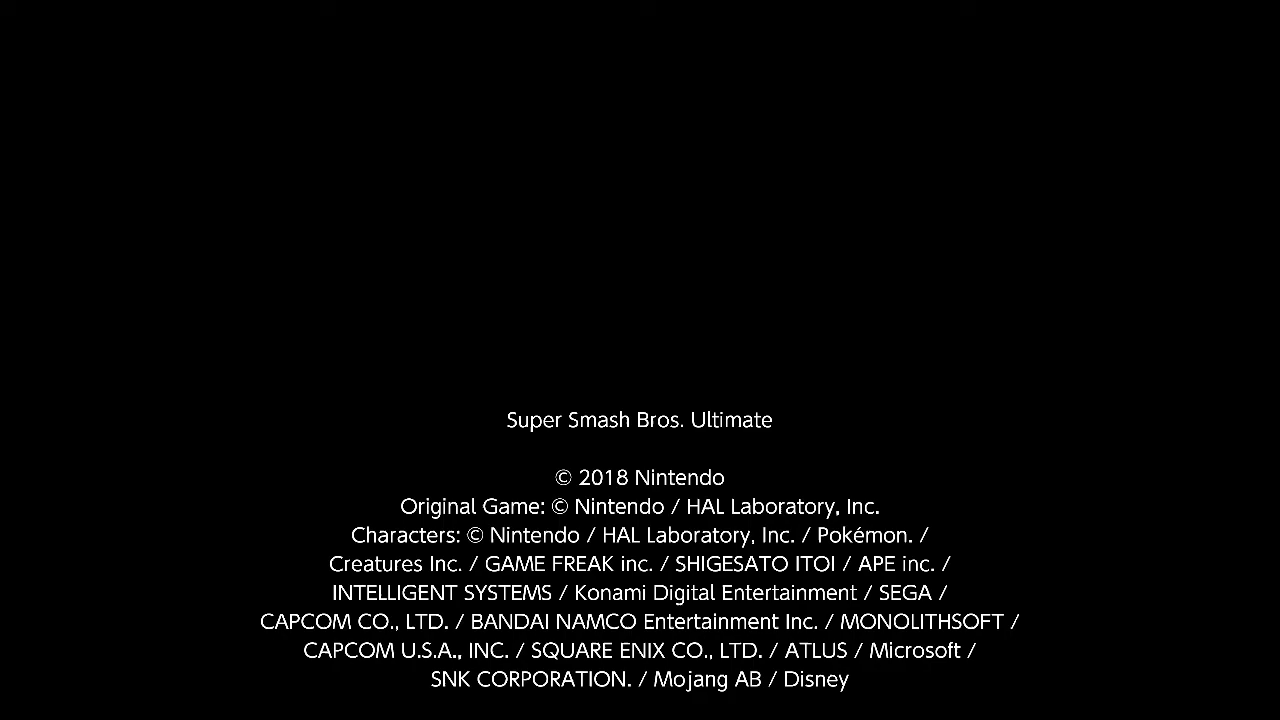 Super Smash Bros. Ultimate
© 2018 Nintendo
Original Game: © Nintendo / HAL Laboratory, Inc.
Characters: © Nintendo / HAL Laboratory, Inc. / Pokémon. /
Creatures Inc. / GAME FREAK inc. / SHIGESATO ITOI / APE inc. /
INTELLIGENT SYSTEMS / Konami Digital Entertainment / SEGA /
CAPCOM CO., LTD. / BANDAI NAMCO Entertainment Inc. / MONOLITHSOFT /
CAPCOM U.S.A., INC. / SQUARE ENIX CO., LTD. / ATLUS / Microsoft /
SNK CORPORATION. / Mojang AB / Disney